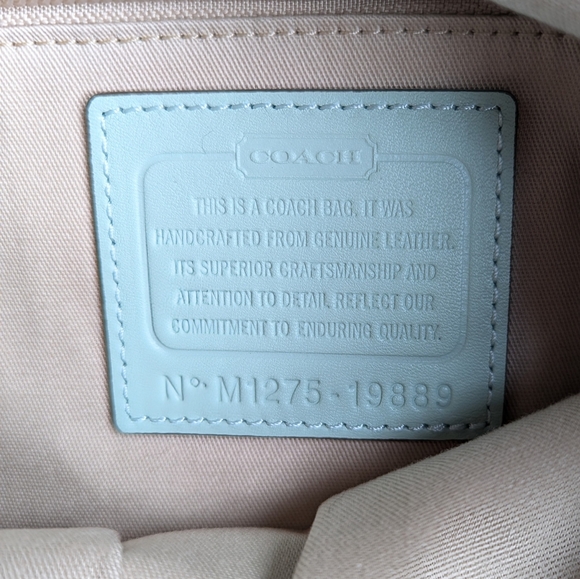 COACH
THIS IS A COACH BAG. IT WAS
HANDCRAFTED FROM GENUINE LEATHER.
ITS SUPERIOR CRAFTSMANSHIP AND
ATTENTION TO DETAIL REFLECT OUR
COMMITMENT TO ENDURING QUALITY.
Nº· M1275-19889